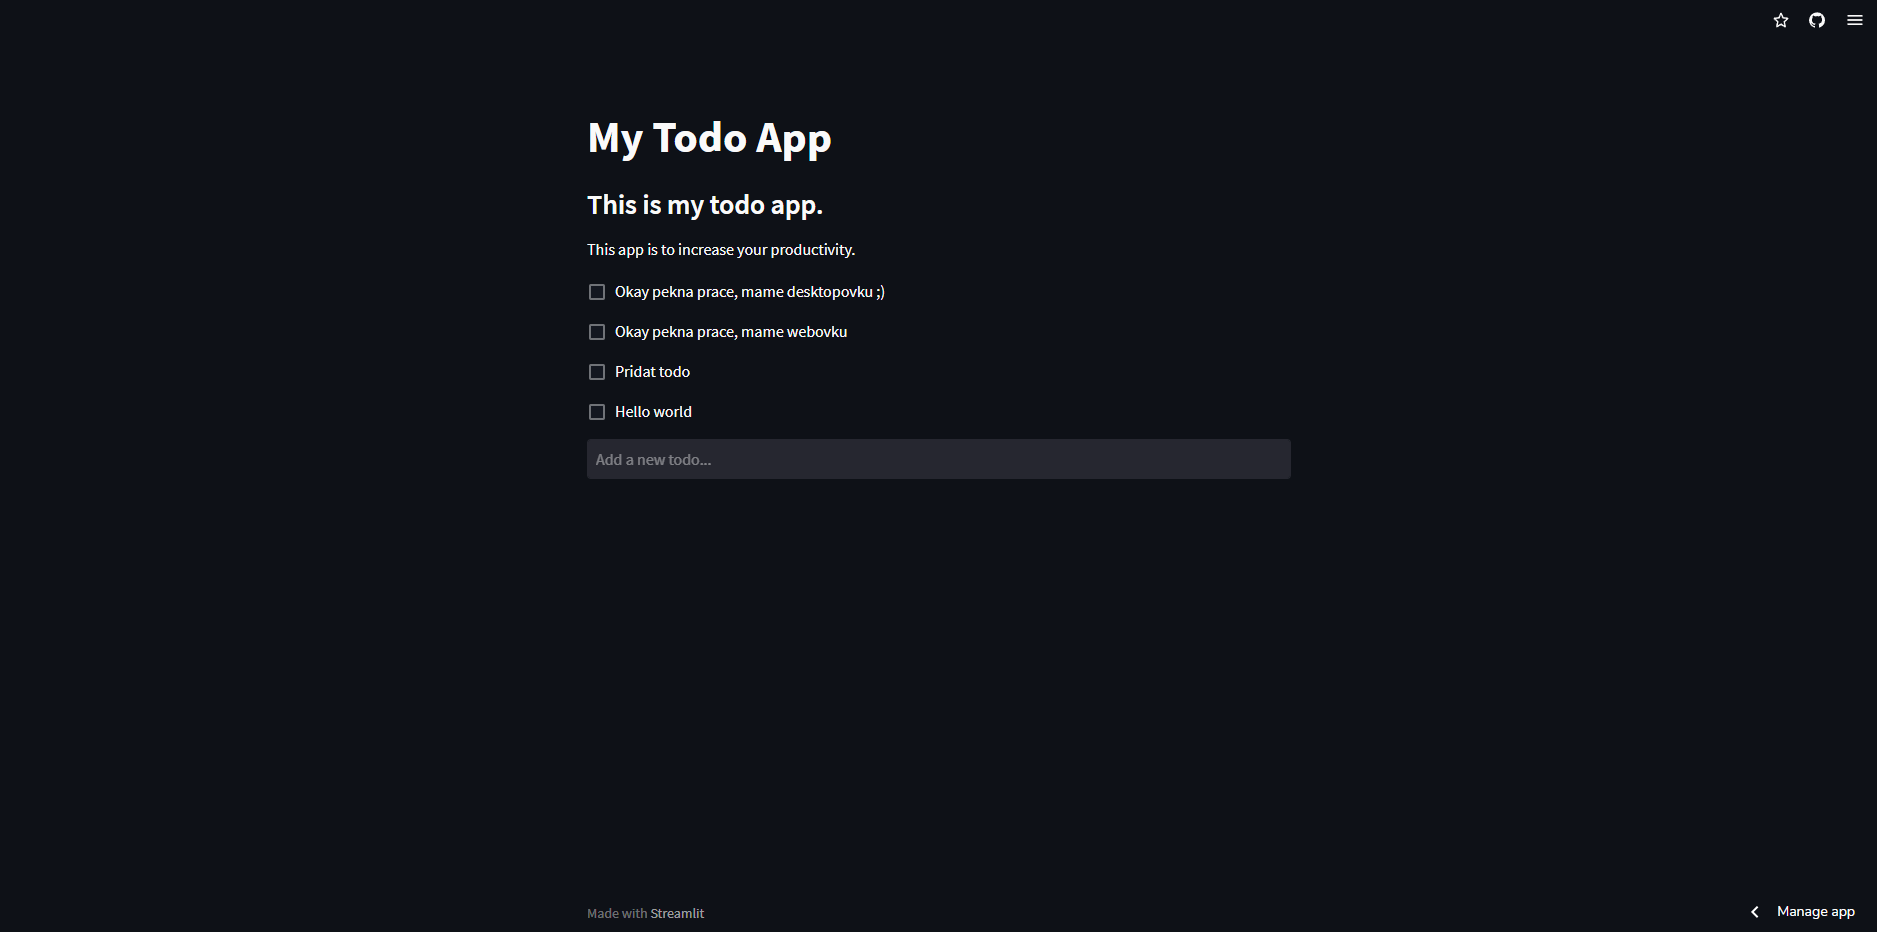 My Todo App
This is my todo app.
This app is to increase your productivity.
Okay pekna prace, mame desktopovku ;)
Okay pekna prace, mame webovku
Pridat todo
Hello world
Add a new todo...
Made with Streamlit
Manage app